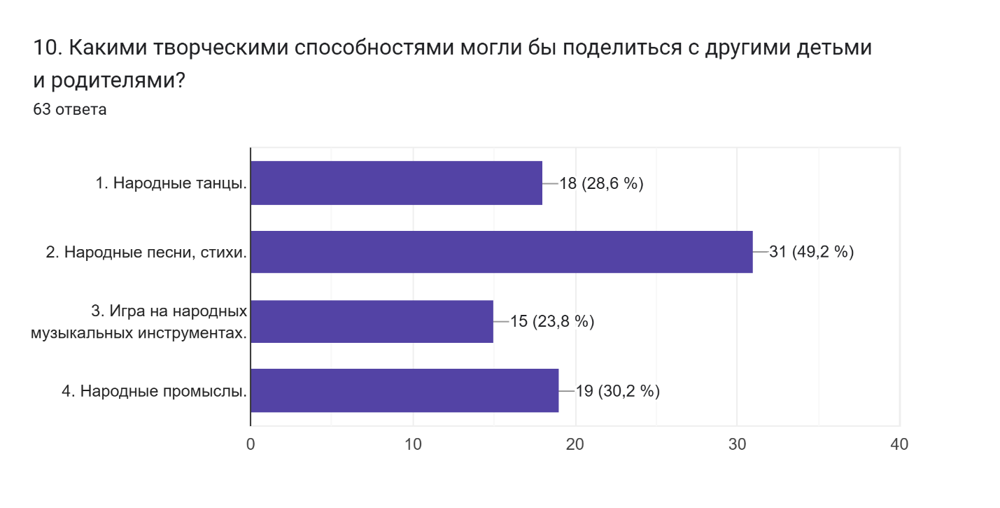 10. Какими творческими способностями могли бы поделиться с другими детьми
и родителями?
63 ответа
1. Народные танцы.
18 (28,6 %)
2. Народные песни, стихи.
31 (49,2 %)
3. Игра на народных
музыкальных инструментах.
15 (23,8 %)
4. Народные промыслы.
19 (30,2 %)
0
10
20
30
40